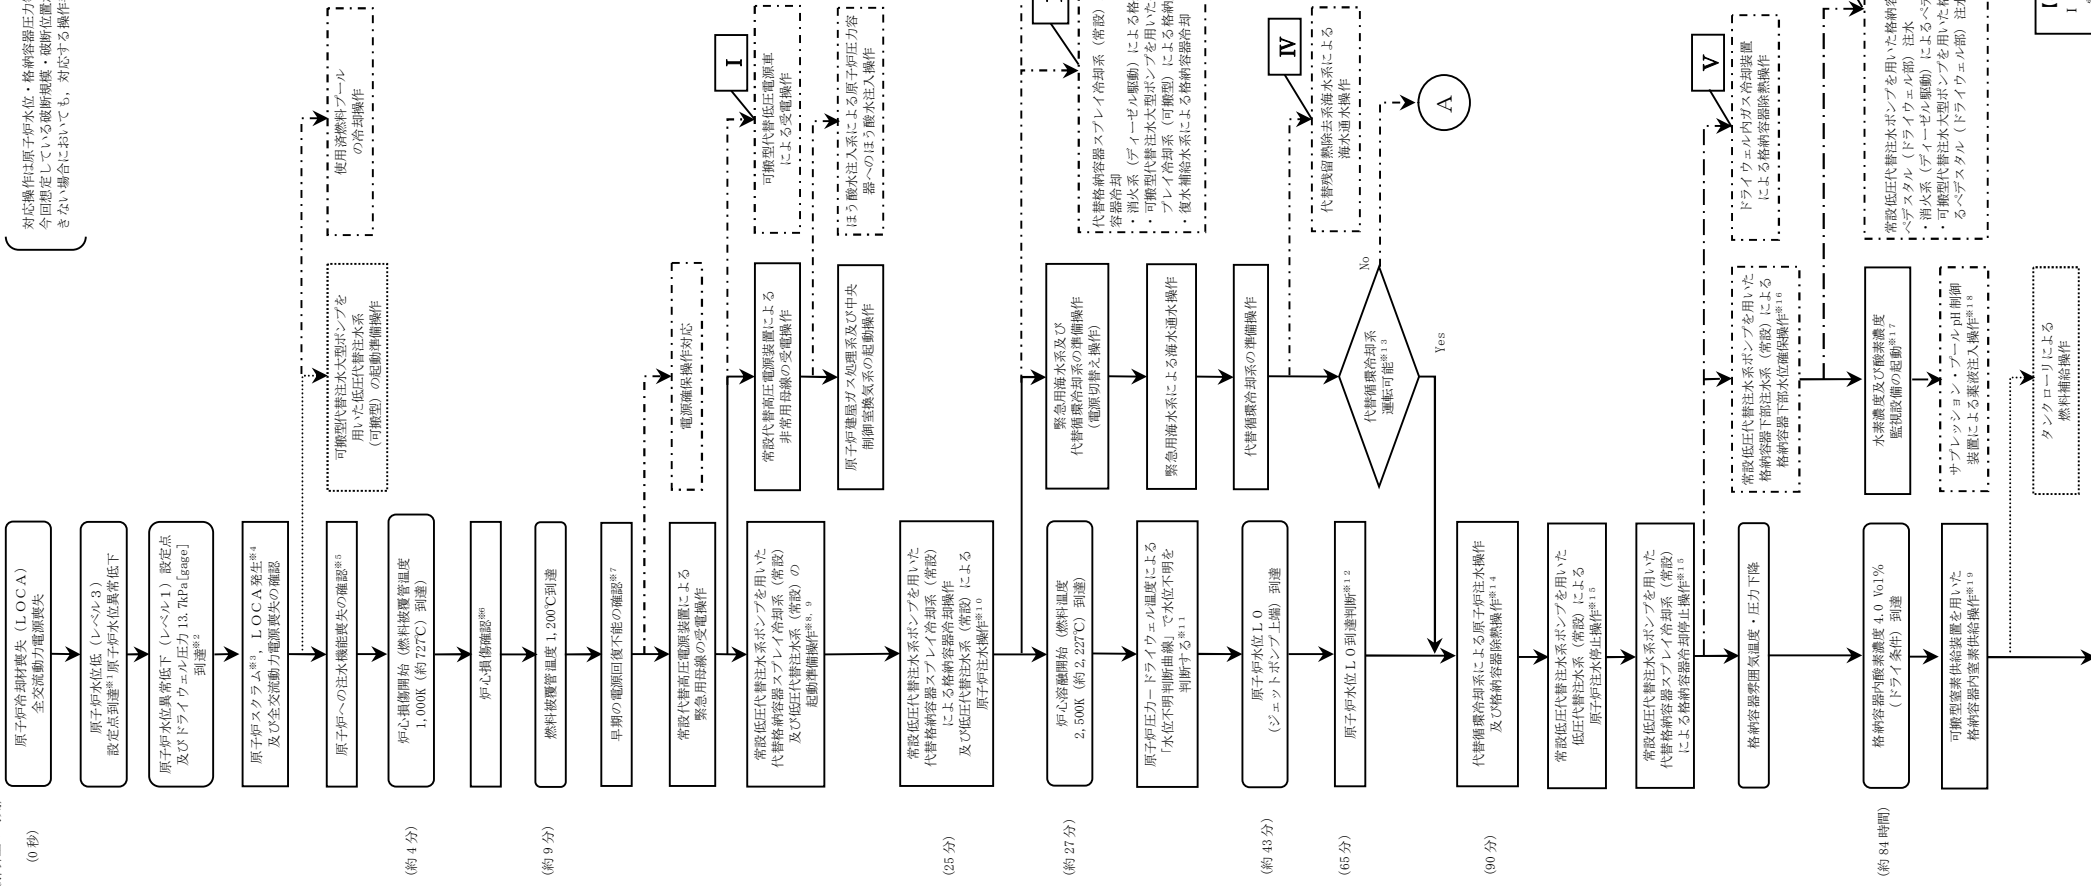 (0 秒)
原子炉冷却材喪失（ＬＯＣＡ）
全交流動力電源喪失
原子炉水位低（レベル３）
設定点到達※1原子炉水位異常低下
原子炉水位異常低下（レベル１）設定点
及びドライウェル圧力 13. 7kPa[gage]
到達※2
原子炉スクラム※3，ＬＯＣＡ発生※4
及び全交流動力電源喪失の確認
原子炉への注水機能喪失の確認※5
(約 4 分)
炉心損傷開始（燃料被覆管温度
1, 000K（約 727℃）到達）
炉心損傷確認※6
(約 9 分)
燃料被覆管温度 1, 200℃到達
早期の電源回復不能の確認※7
常設代替高圧電源装置による
緊急用母線の受電操作
常設低圧代替注水系ポンプを用いた
代替格納容器スプレイ冷却系（常設）
及び低圧代替注水系（常設）の
起動準備操作※8, 9
(25 分)
常設低圧代替注水系ポンプを用いた
代替格納容器スプレイ冷却系（常設）
による格納容器冷却操作
及び低圧代替注水系（常設）による
原子炉注水操作※10
(約 27 分)
炉心溶融開始（燃料温度
2, 500K（約 2, 227℃）到達）
原子炉圧力－ドライウェル温度による
「水位不明判断曲線」で水位不明を
判断する※11
(約 43 分)
原子炉水位Ｌ０
（ジェットポンプ上端）到達
(65 分)
原子炉水位Ｌ０到達判断※12
(90 分)
代替循環冷却系による原子炉注水操作
及び格納容器除熱操作※14
常設低圧代替注水系ポンプを用いた
低圧代替注水系（常設）による
原子炉注水停止操作※15
常設低圧代替注水系ポンプを用いた
代替格納容器スプレイ冷却系（常設）
による格納容器冷却停止操作※15
格納容器雰囲気温度・圧力下降
(約 84 時間)
格納容器内酸素濃度 4. 0 Vol％
（ドライ条件）到達
可搬型窒素供給装置を用いた
格納容器内窒素供給操作※19
可搬型代替注水大型ポンプを
用いた低圧代替注水系
（可搬型）の起動準備操作
電源確保操作対応
常設代替高圧電源装置による
非常用母線の受電操作
原子炉建屋ガス処理系及び中央
制御室換気系の起動操作
緊急用海水系及び
代替循環冷却系の準備操作
（電源切替え操作）
緊急用海水系による海水通水操作
代替循環冷却系の準備操作
代替循環冷却系
運転可能※13
No
Yes
常設低圧代替注水系ポンプを用いた
格納容器下部注水系（常設）による
格納容器下部水位確保操作※16
水素濃度及び酸素濃度
監視設備の起動※17
サプレッション・プール pH 制御
装置による薬液注入操作※18
タンクローリによる
燃料補給操作
対応操作は原子炉水位・格納容器圧力
今回想定している破断規模・破断位置
きない場合においても，対応する操作
使用済燃料プール
の冷却操作
Ⅰ
可搬型代替低圧電源車
による受電操作
ほう酸水注入系による原子炉圧力容
器へのほう酸水注入操作
代替格納容器スプレイ冷却系（常設）
容器冷却
・消火系（ディーゼル駆動）による格
・可搬型代替注水大型ポンプを用いた
プレイ冷却系（可搬型）による格納
・復水補給水系による格納容器冷却
Ⅳ
代替残留熱除去系海水系による
海水通水操作
A
Ⅴ
ドライウェル内ガス冷却装置
による格納容器除熱操作
常設低圧代替注水ポンプを用いた格納容
ペデスタル（ドライウェル部）注水
・消火系（ディーゼル駆動）によるペデ
・可搬型代替注水大型ポンプを用いた格
るペデスタル（ドライウェル部）注水
【
Ⅰ